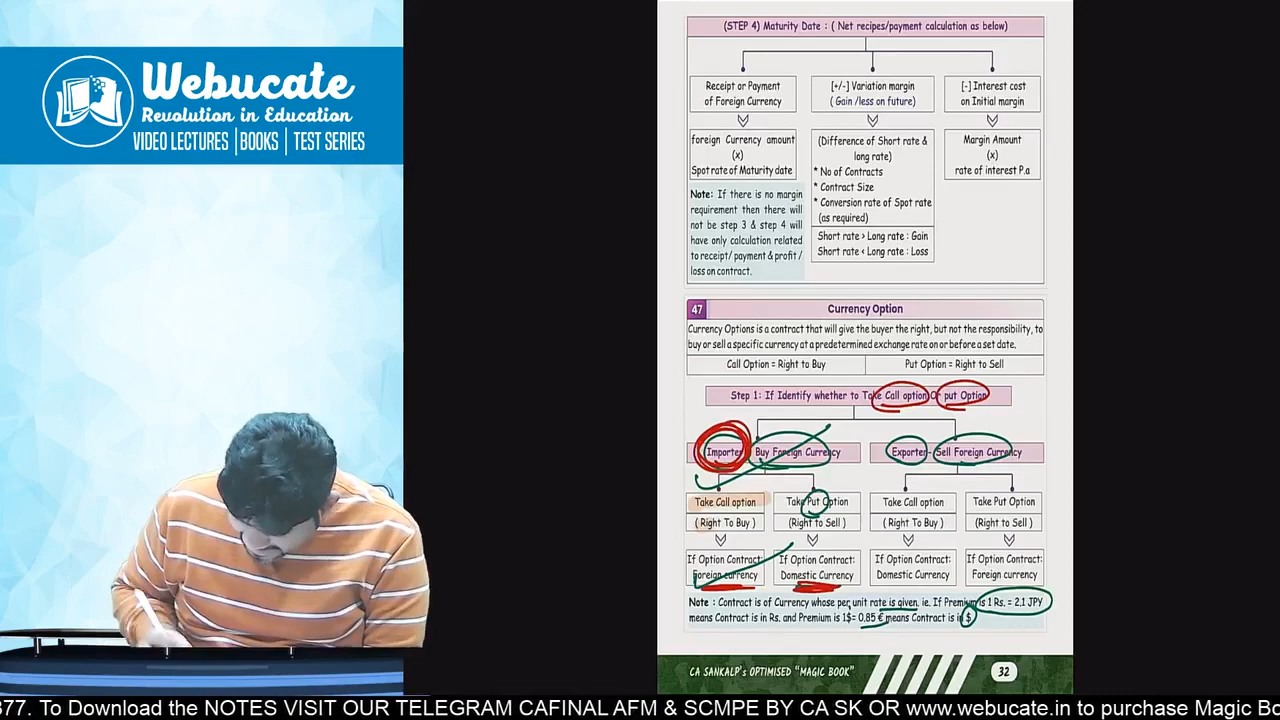 Webucate
Revolution in Education
VIDEO LECTURES | BOOKS | TEST SERIES
(STEP 4) Maturity Date : ( Net recipes/payment calculation as below)
Receipt or Payment
of Foreign Currency
foreign Currency amount
(x)
Spot rate of Maturity date
Note: If there is no margin
requirement then there will
not be step 3 & step 4 will
have only calculation related
to receipt/ payment & profit /
loss on contract.
[+/-] Variation margin
( Gain /less on future)
(Difference of Short rate &
long rate)
* No of Contracts
* Contract Size
* Conversion rate of Spot rate
(as required)
Short rate > Long rate : Gain
Short rate < Long rate : Loss
[-] Interest cost
on Initial margin
Margin Amount
(x)
rate of interest P.a
47 Currency Option
Currency Options is a contract that will give the buyer the right, but not the responsibility, to
buy or sell a specific currency at a predetermined exchange rate on or before a set date.
Call Option = Right to Buy Put Option = Right to Sell
Step 1: If Identify whether to Take Call option Or put Option
Importer Buy Foreign Currency
Exporter- Sell Foreign Currency
Take Call option
( Right To Buy )
If Option Contract:
Foreign currency
Take Put Option
(Right to Sell )
If Option Contract:
Domestic Currency
Take Call option
( Right To Buy )
If Option Contract:
Domestic Currency
Take Put Option
(Right to Sell )
If Option Contract:
Foreign currency
Note : Contract is of Currency whose per unit rate is given. ie. If Premium is 1 Rs. = 2.1 JPY
means Contract is in Rs. and Premium is 1$= 0.85 € means Contract is in $
CA SANKALP's OPTIMISED "MAGIC BOOK" 32
377. To Download the NOTES VISIT OUR TELEGRAM CAFINAL AFM & SCMPE BY CA SK OR www.webucate.in to purchase Magic Bo